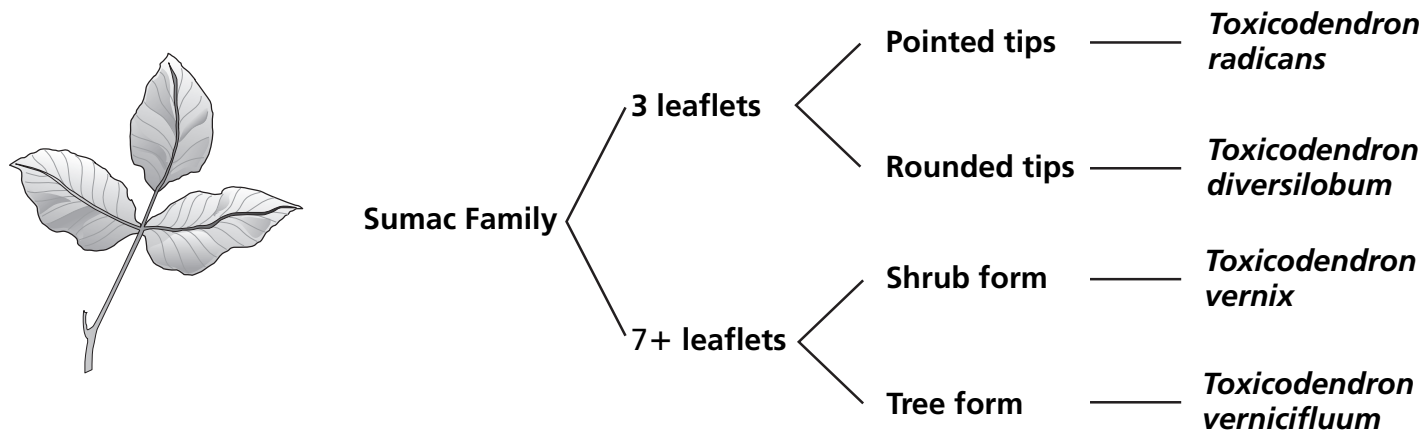 Sumac Family
3 leaflets
Pointed tips
Toxicodendron
radicans
Rounded tips
Toxicodendron
diversilobum
7+ leaflets
Shrub form
Toxicodendron
vernix
Tree form
Toxicodendron
vernicifluum